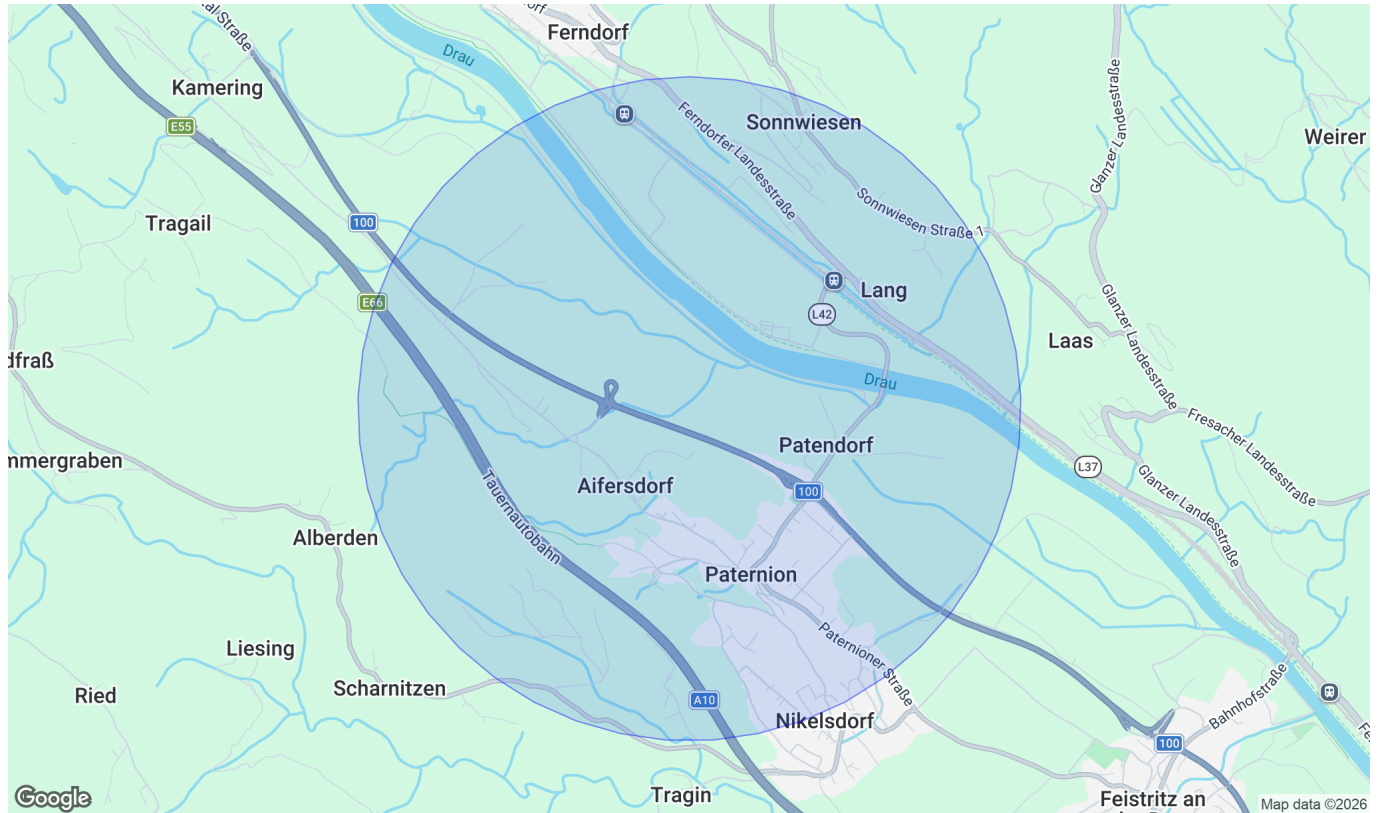 Ferndorf
Drau
Kamering
E55
Ferndorfer Landesstraße
Sonnwiesen
Glanzer Landesstraße
Weirer
Tragail
100
Sonnwiesen Straße 1
E66
Lang
L42
Laas
Glanzer Landesstraße
Drau
Fresacher Landesstraße
Patendorf
L37
Glanzer Landesstraße
Aifersdorf
100
Tauernautobahn
Alberden
Paternion
Paternioner Straße
Liesing
Scharnitzen
Ried
A10
Nikelsdorf
Bahnhofstraße
100
Tragin
Feistritz an
Google
Map data ©2026